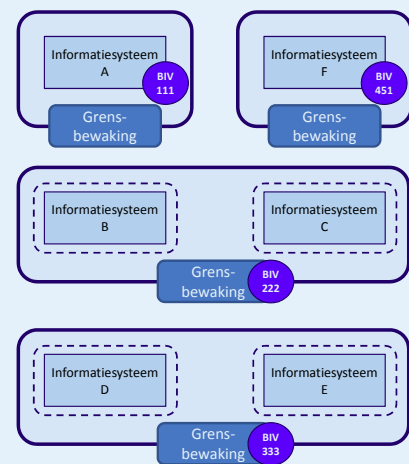 Informatiesysteem
A
BIV
111
Grens-
bewaking
Informatiesysteem
F
BIV
451
Grens-
bewaking
Informatiesysteem
B
Informatiesysteem
C
Grens-
bewaking
BIV
222
Informatiesysteem
D
Informatiesysteem
E
Grens-
bewaking
BIV
333